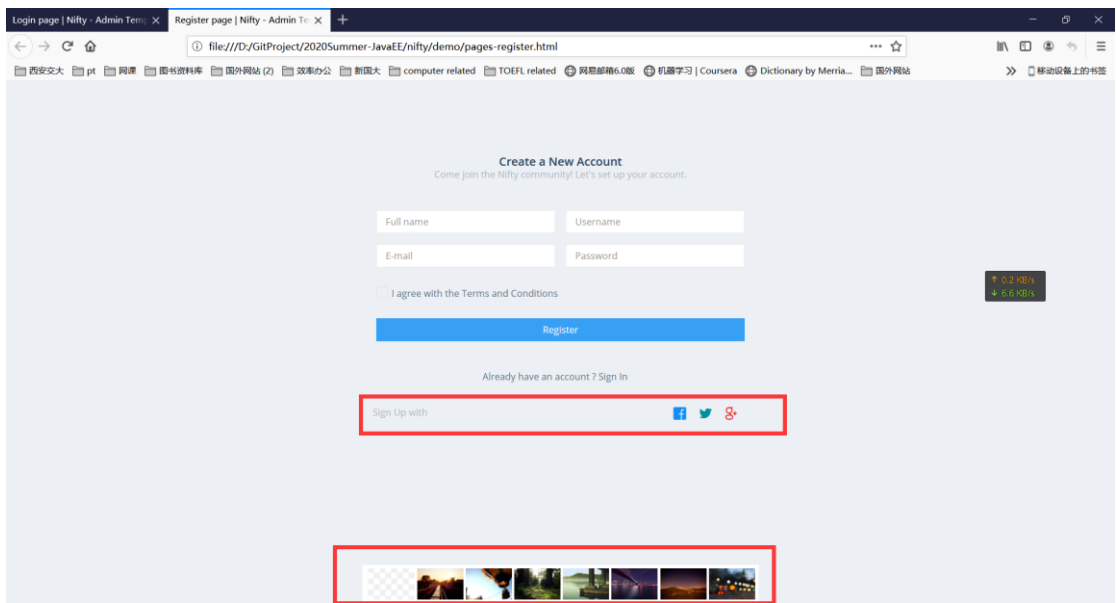 Login page | Nifty - Admin Tem
Register page | Nifty - Admin Te
file:///D:/GitProject/2020Summer-JavaEE/nifty/demo/pages-register.html
西安交大 pt 网课 图书资料库 国外网站 (2) 效率办公 新国大 computer related TOEFL related 网易邮箱6.0版 机器学习 | Coursera Dictionary by Merria... 国外网站 移动设备上的书签
Create a New Account
Come join the Nifty community! Let's set up your account.
Full name Username
E-mail Password
I agree with the Terms and Conditions
Register
Already have an account ? Sign In
Sign Up with
↑ 0.2 KB/s
↓ 6.6 KB/s